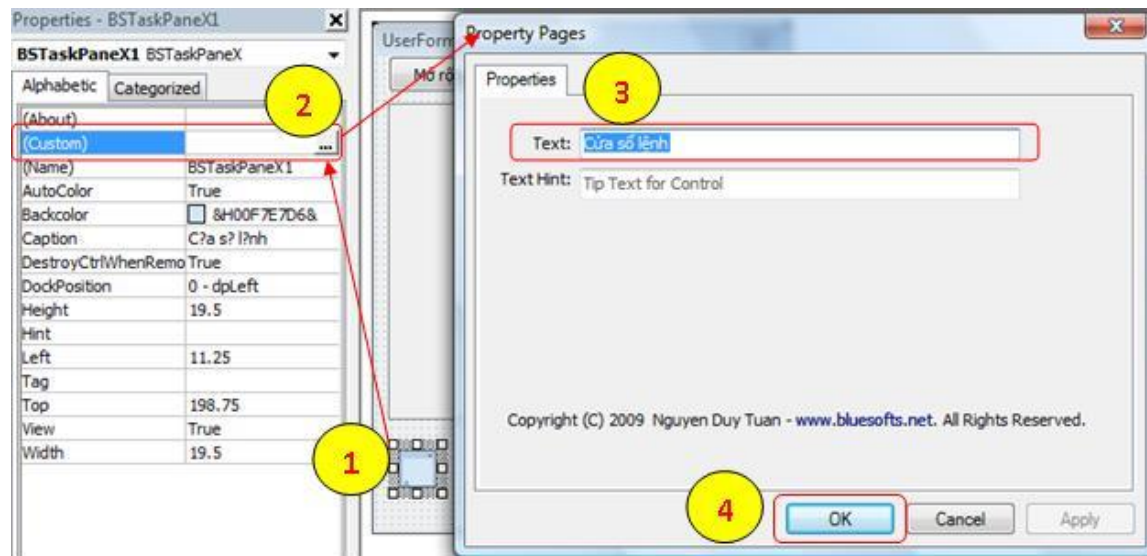 Properties - BSTaskPaneX1
BSTaskPaneX1 BSTaskPaneX
Alphabetic Categorized
(About)
(Custom) ...
(Name) BSTaskPaneX1
AutoColor True
Backcolor &H00F7E7D6&
Caption C?a s? l?nh
DestroyCtrlWhenRemo True
DockPosition 0 - dpLeft
Height 19.5
Hint
Left 11.25
Tag
Top 198.75
View True
Width 19.5
2
1
UserForm
Mở rộ
Property Pages
Properties
3
Text: Cửa sổ lệnh
Text Hint: Tip Text for Control
Copyright (C) 2009 Nguyen Duy Tuan - www.bluesofts.net. All Rights Reserved.
4
OK Cancel Apply